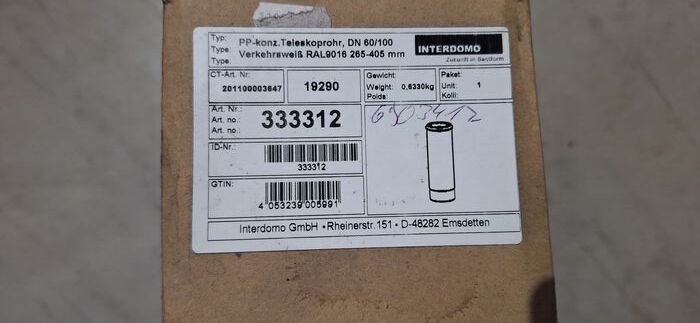 Typ: PP-konz.Teleskoprohr, DN 60/100
Type: Verkehrsweiß RAL9016 265-405 mm
Type:
INTERDOMO
Zukunft in Bestform
CT-Art. Nr.:
201100003647
19290
Gewicht:
Weight: 0,6330kg
Poids:
Paket
Unit: 1
Kolli:
Art. Nr.:
Art. no.: 333312
Art. no.:
6903412
ID-Nr.:
333312
GTIN:
4 053239 005991
Interdomo GmbH • Rheinerstr. 151 • D-48282 Emsdetten